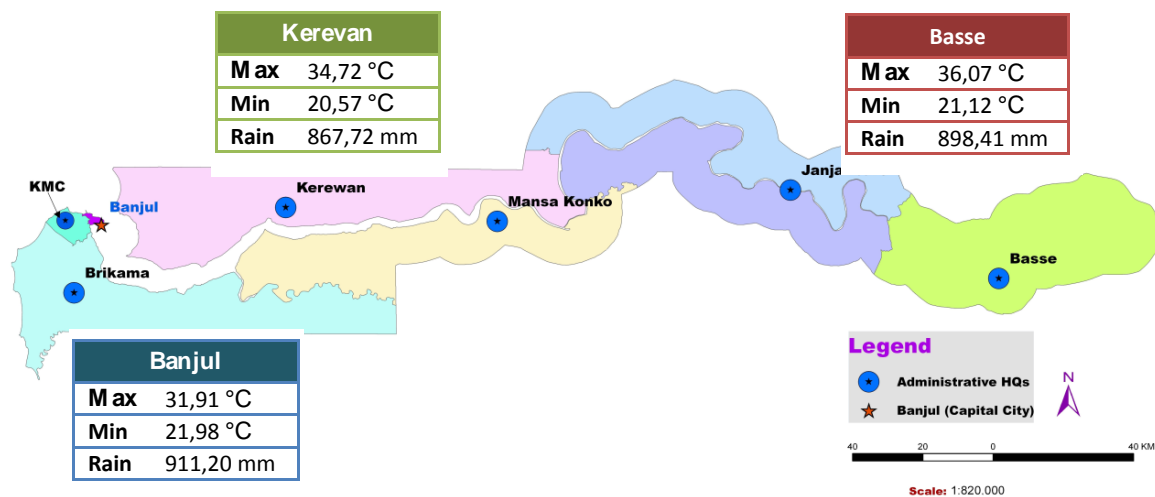 Kerevan
Max 34,72 °C
Min 20,57 °C
Rain 867,72 mm
Basse
Max 36,07 °C
Min 21,12 °C
Rain 898,41 mm
KMC
Banjul
Kerewan
Mansa Konko
Janja
Brikama
Basse
Banjul
Max 31,91 °C
Min 21,98 °C
Rain 911,20 mm
Legend
Administrative HQs
Banjul (Capital City)
N
40 20 0 40 KM
Scale: 1:820.000